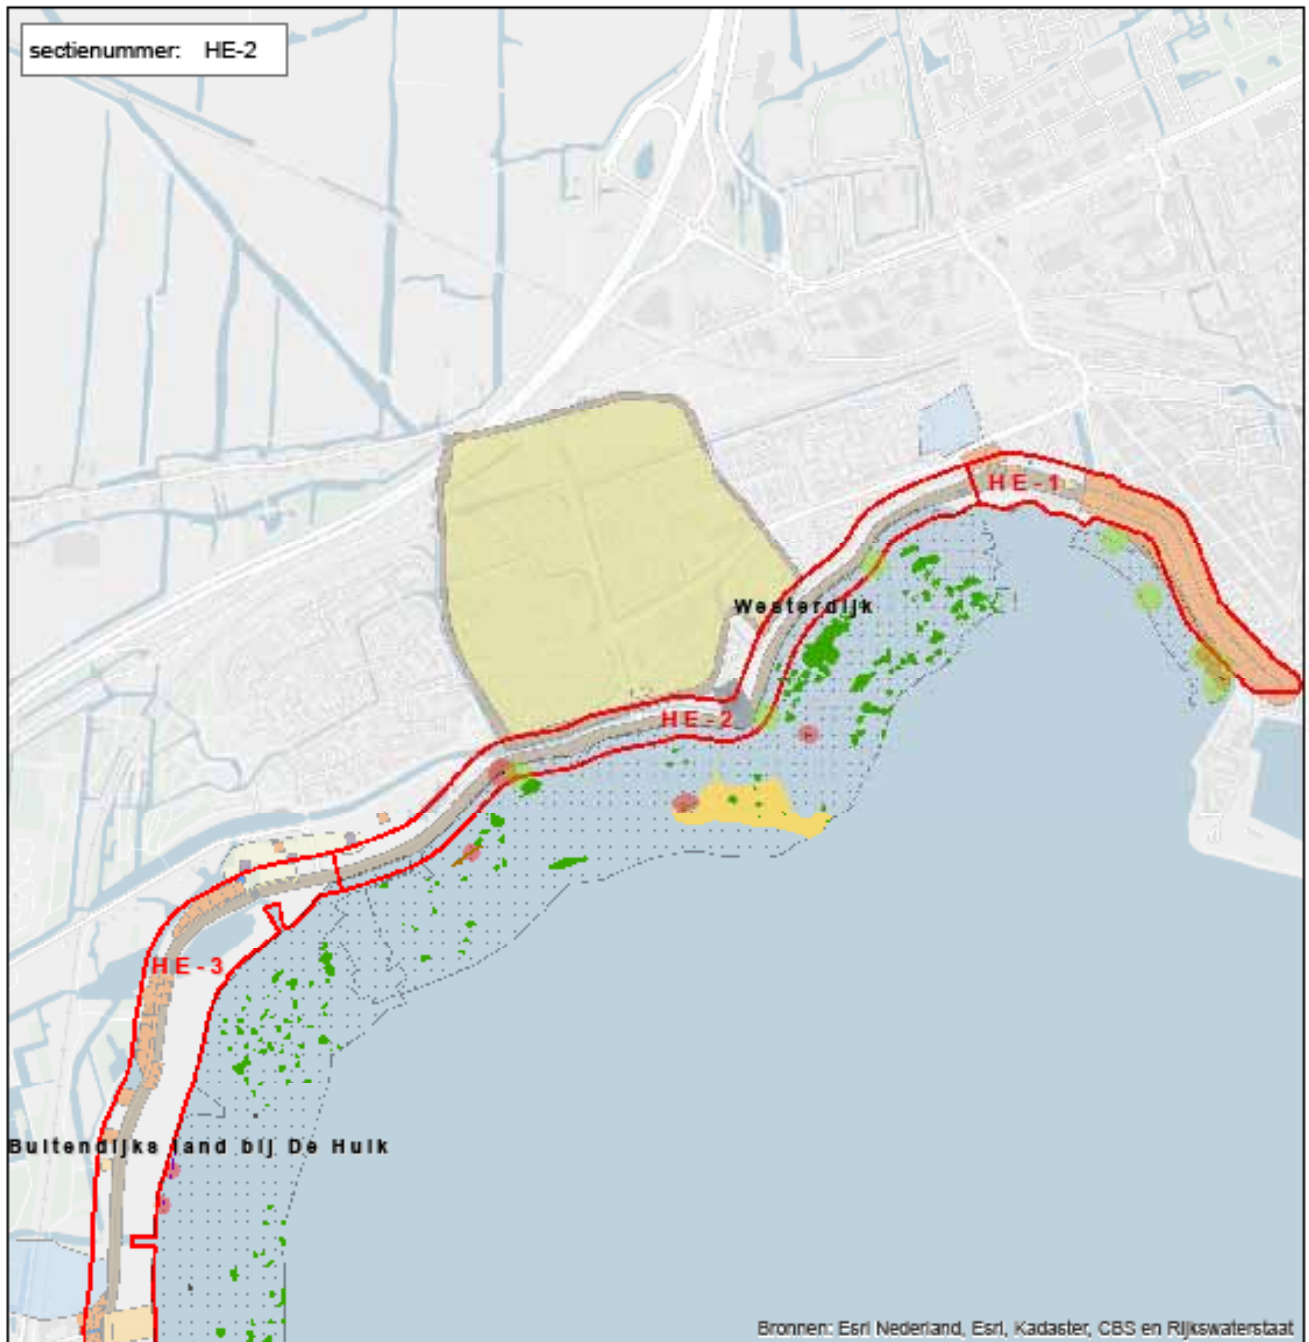 sectienummer: HE-2
HE-1
Westerdijk
HE-2
HE-3
Buitendijks land bij De Hulk
Bronnen: Esri Nederland, Esri, Kadaster, CBS en Rijkswaterstaat